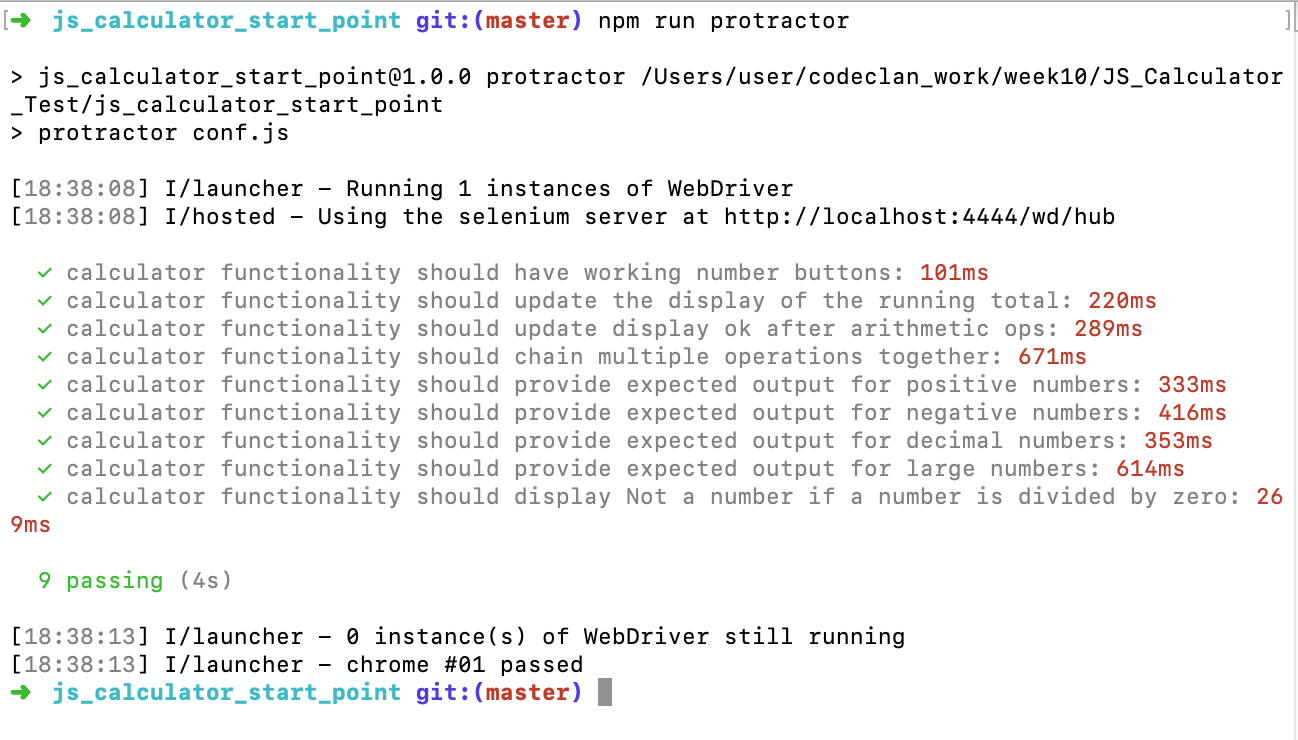 [➜ js_calculator_start_point git:(master) npm run protractor ]
> js_calculator_start_point@1.0.0 protractor /Users/user/codeclan_work/week10/JS_Calculator
_Test/js_calculator_start_point
> protractor conf.js
[18:38:08] I/launcher – Running 1 instances of WebDriver
[18:38:08] I/hosted – Using the selenium server at http://localhost:4444/wd/hub
✓ calculator functionality should have working number buttons: 101ms
✓ calculator functionality should update the display of the running total: 220ms
✓ calculator functionality should update display ok after arithmetic ops: 289ms
✓ calculator functionality should chain multiple operations together: 671ms
✓ calculator functionality should provide expected output for positive numbers: 333ms
✓ calculator functionality should provide expected output for negative numbers: 416ms
✓ calculator functionality should provide expected output for decimal numbers: 353ms
✓ calculator functionality should provide expected output for large numbers: 614ms
✓ calculator functionality should display Not a number if a number is divided by zero: 26
9ms
9 passing (4s)
[18:38:13] I/launcher – 0 instance(s) of WebDriver still running
[18:38:13] I/launcher – chrome #01 passed
➜ js_calculator_start_point git:(master)